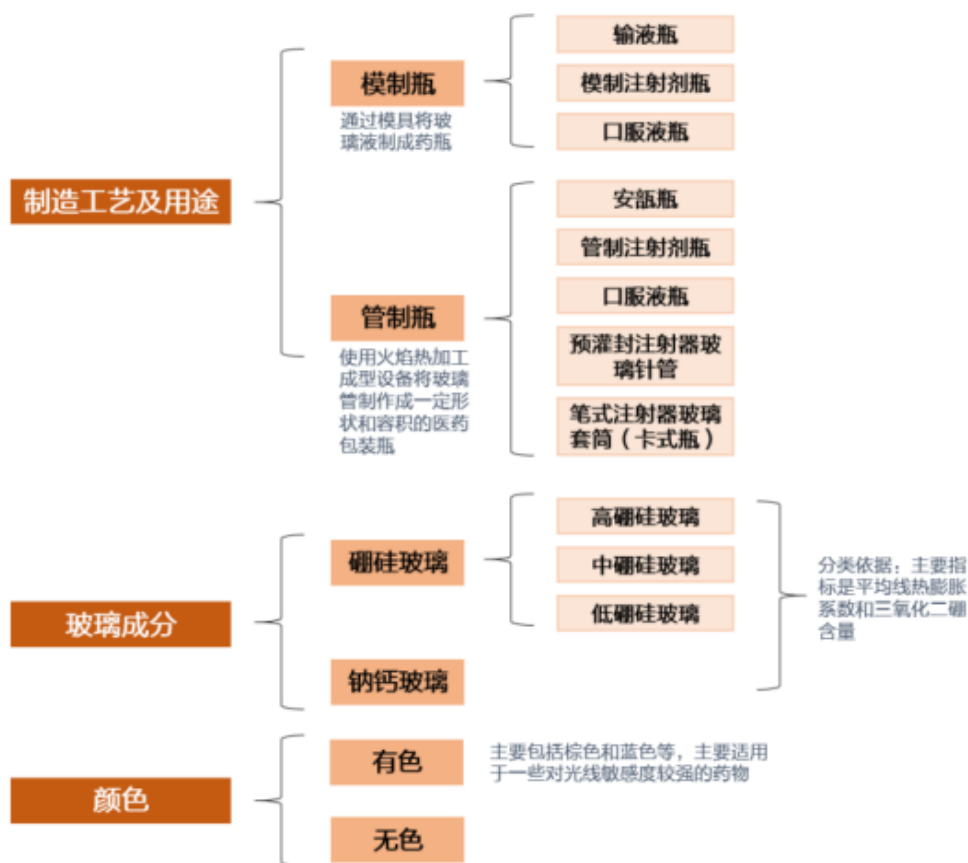 制造工艺及用途
模制瓶
通过模具将玻
璃液制成药瓶
输液瓶
模制注射剂瓶
口服液瓶
管制瓶
使用火焰热加工
成型设备将玻璃
管制作成一定形
状和容积的医药
包装瓶
安瓿瓶
管制注射剂瓶
口服液瓶
预灌封注射器玻
璃针管
笔式注射器玻璃
套筒（卡式瓶）
玻璃成分
硼硅玻璃
高硼硅玻璃
中硼硅玻璃
低硼硅玻璃
钠钙玻璃
分类依据：主要指
标是平均线热膨胀
系数和三氧化二硼
含量
颜色
有色
主要包括棕色和蓝色等，主要适用
于一些对光线敏感度较强的药物
无色